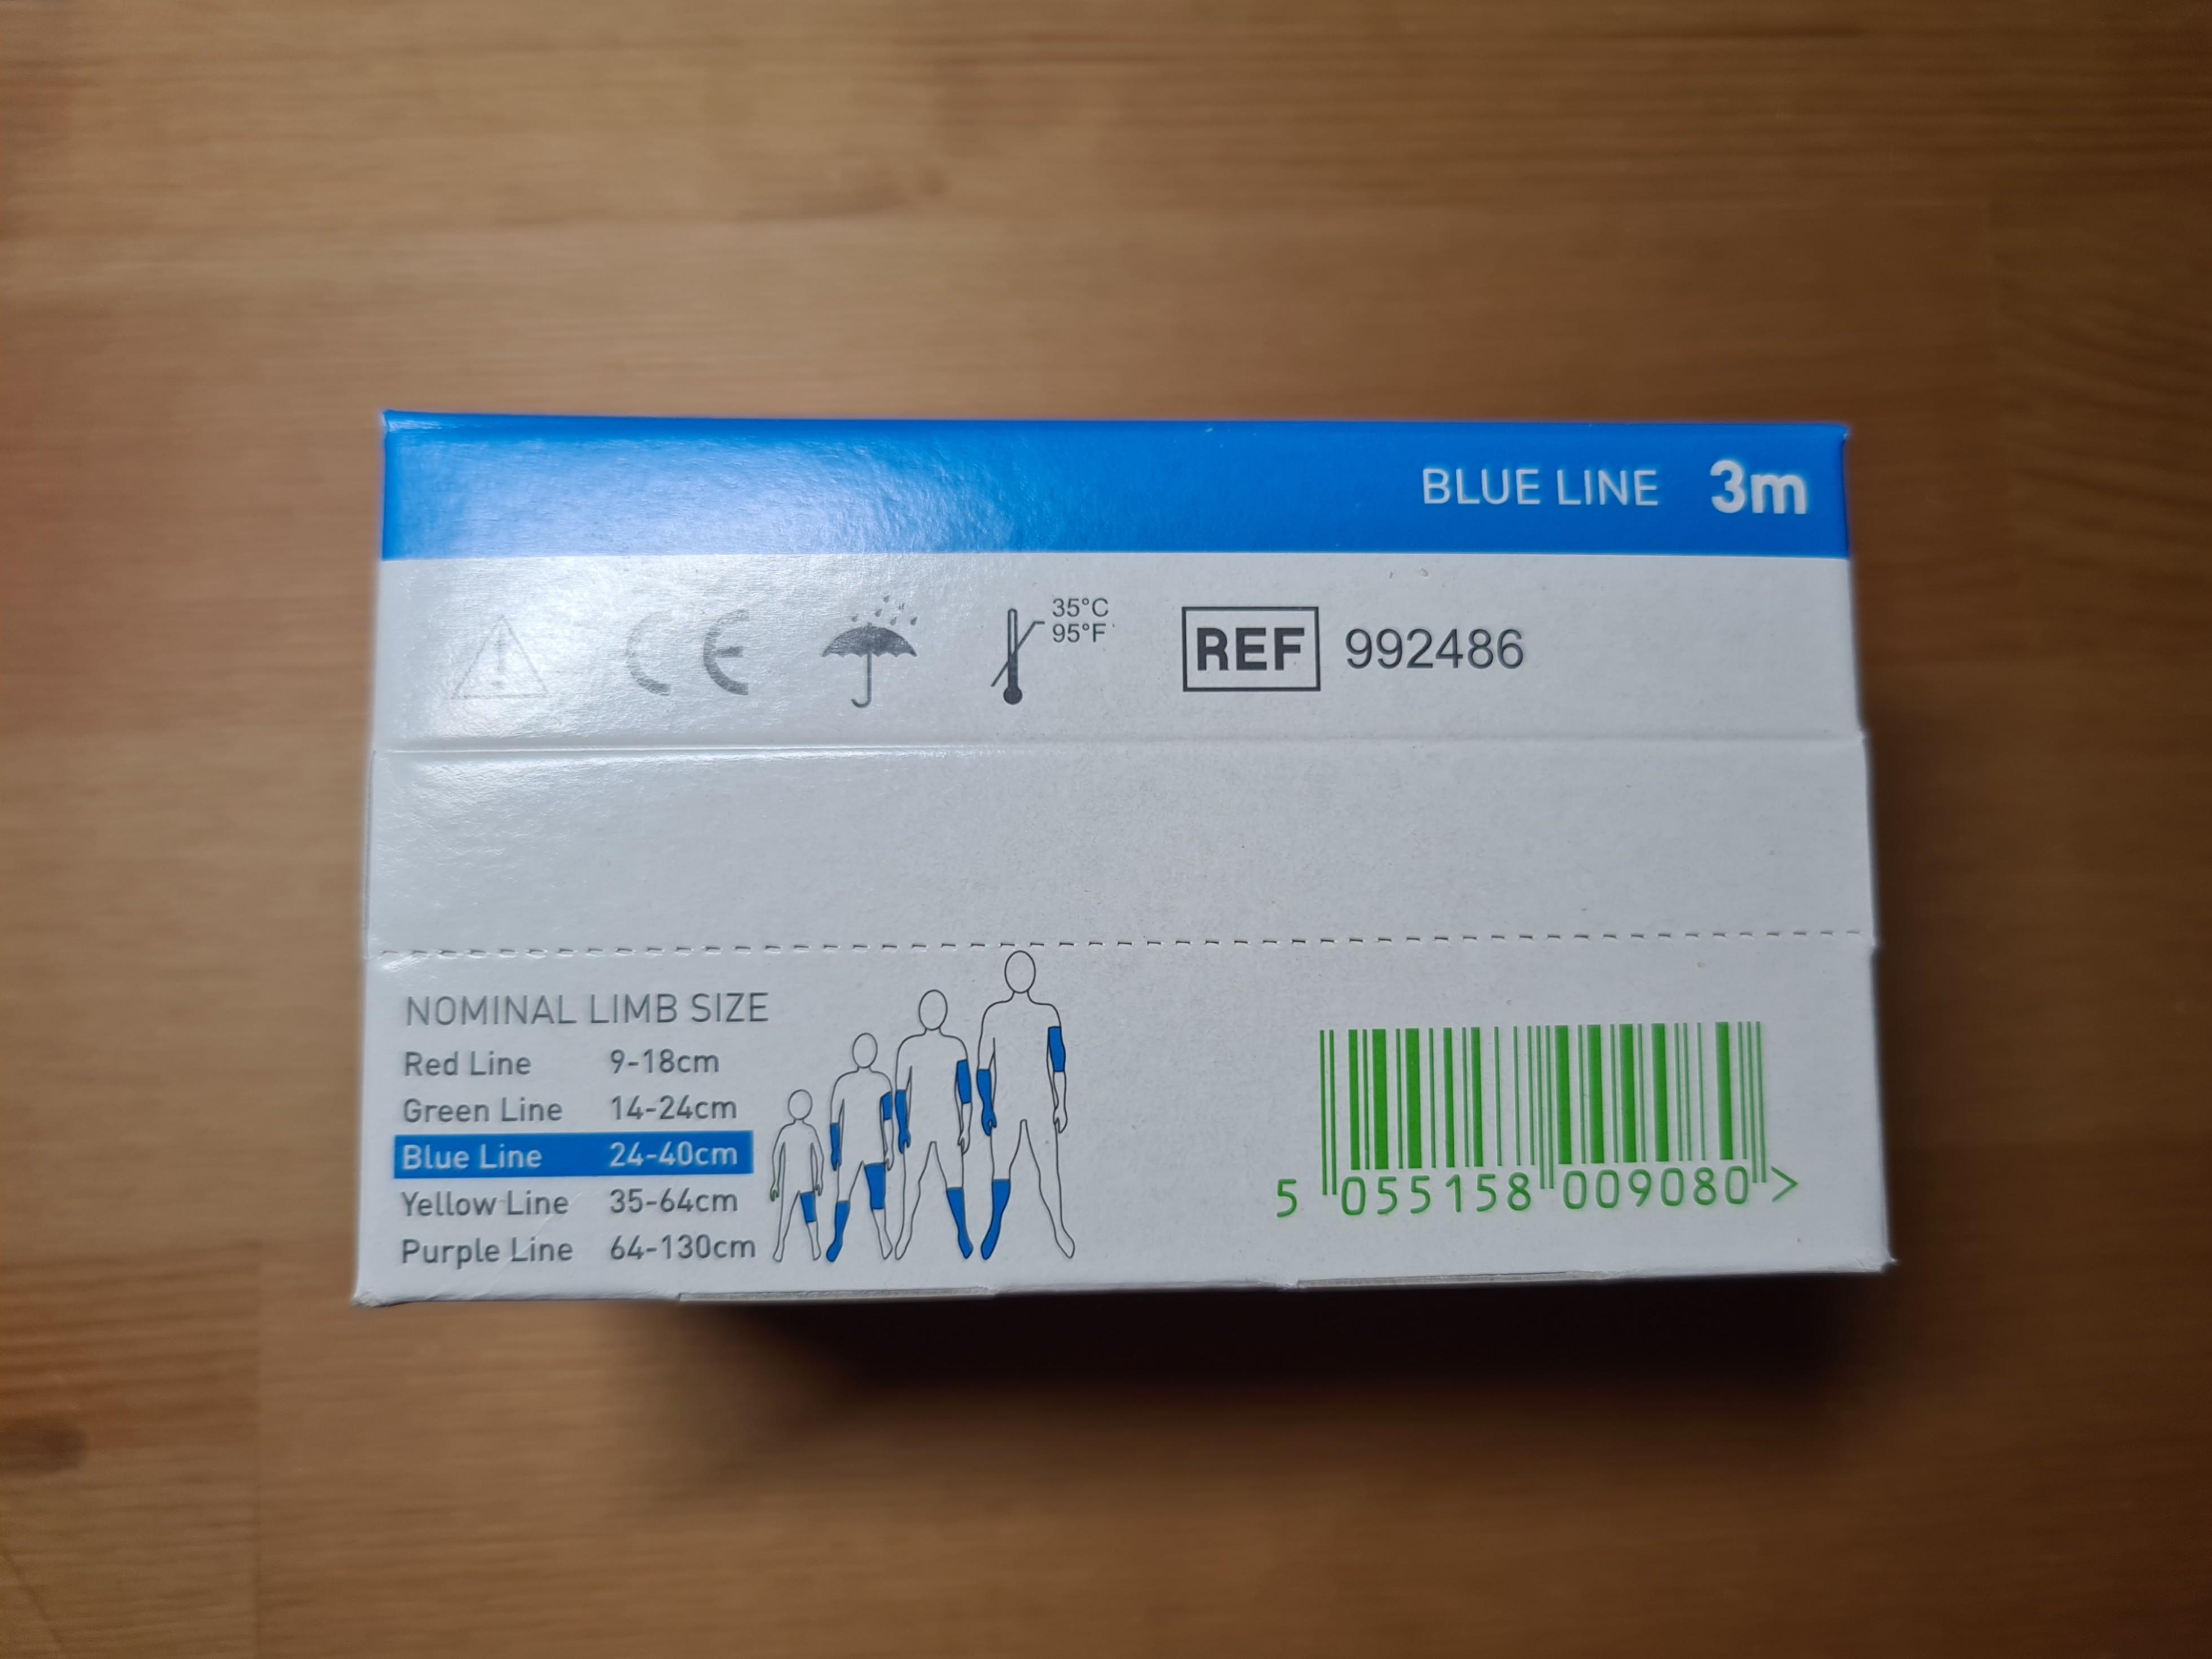 BLUE LINE 3m
CE
35°C
95°F
REF 992486
NOMINAL LIMB SIZE
Red Line 9-18cm
Green Line 14-24cm
Blue Line 24-40cm
Yellow Line 35-64cm
Purple Line 64-130cm
5 055158 009080 >